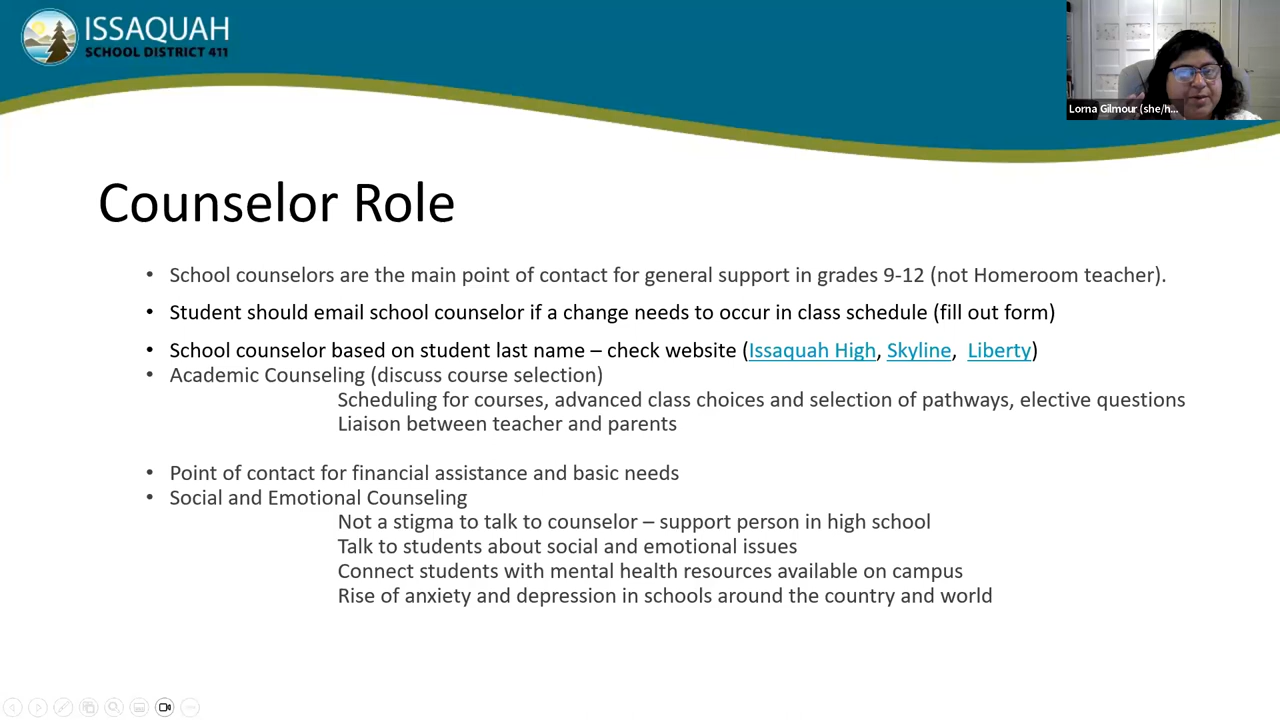 ISSAQUAH
SCHOOL DISTRICT 411
Lorna Gilmour (she/h...
Counselor Role
• School counselors are the main point of contact for general support in grades 9-12 (not Homeroom teacher).
• Student should email school counselor if a change needs to occur in class schedule (fill out form)
• School counselor based on student last name – check website (Issaquah High, Skyline, Liberty)
• Academic Counseling (discuss course selection)
Scheduling for courses, advanced class choices and selection of pathways, elective questions
Liaison between teacher and parents
• Point of contact for financial assistance and basic needs
• Social and Emotional Counseling
Not a stigma to talk to counselor – support person in high school
Talk to students about social and emotional issues
Connect students with mental health resources available on campus
Rise of anxiety and depression in schools around the country and world